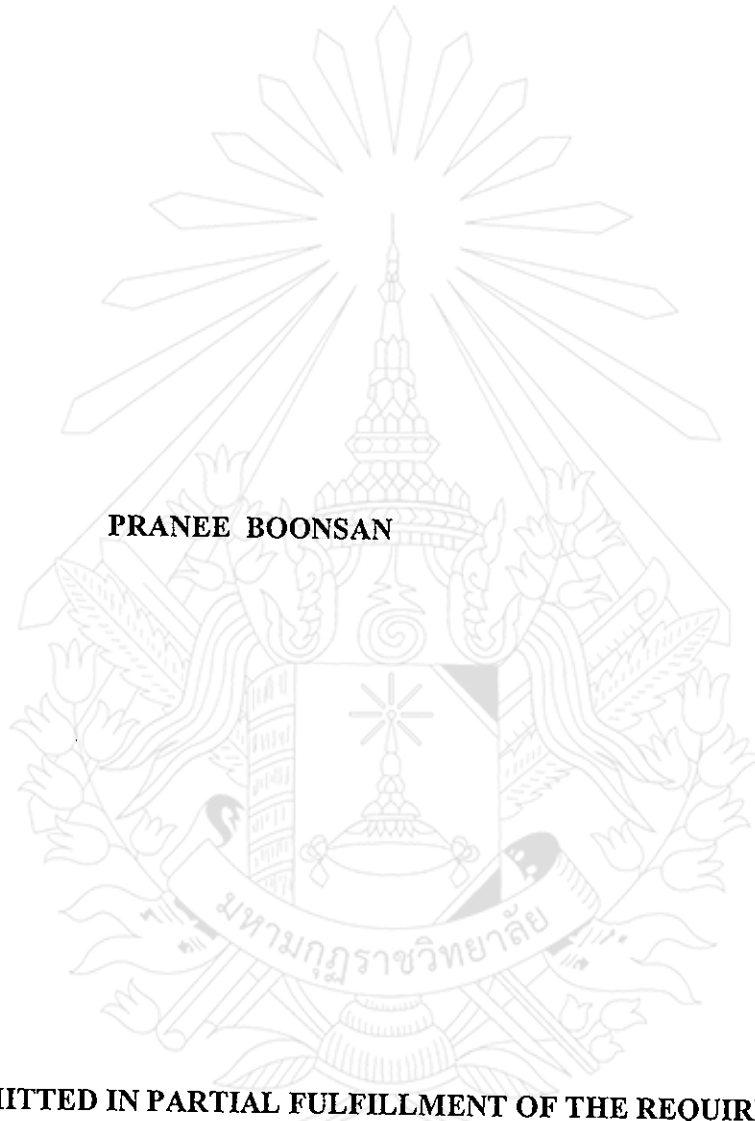 PRANEE BOONSAN
มหามกุฏราชวิทยาลัย
MITTED IN PARTIAL FULFILLMENT OF THE REQUIR